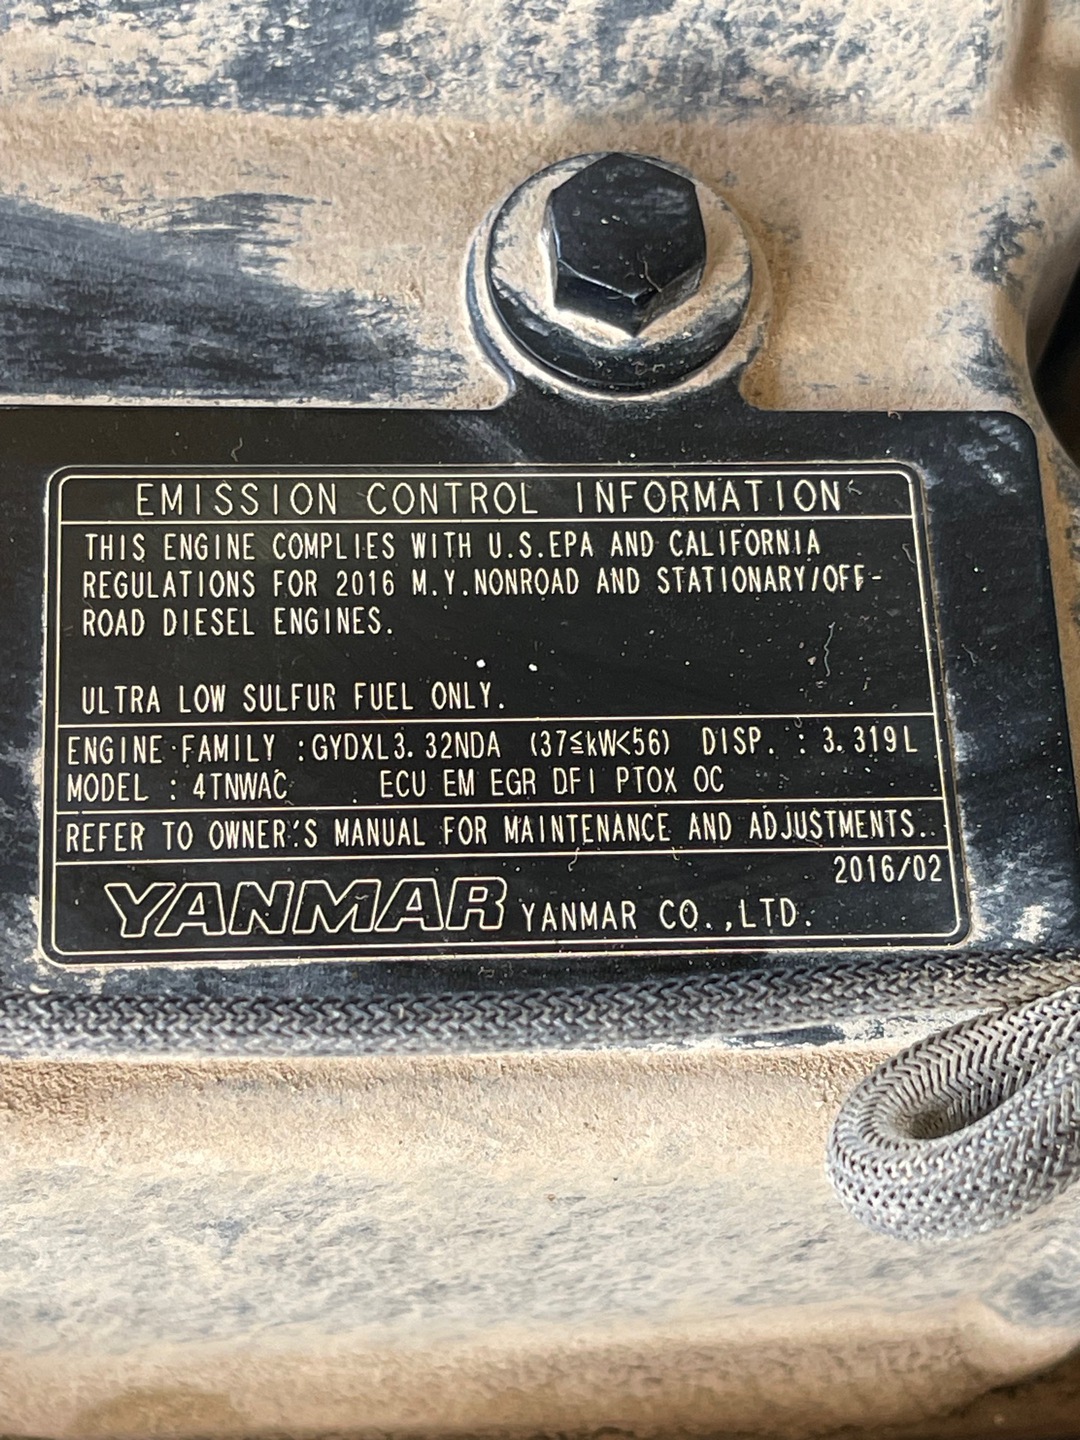 EMISSION CONTROL INFORMATION
THIS ENGINE COMPLIES WITH U.S.EPA AND CALIFORNIA
REGULATIONS FOR 2016 M.Y.NONROAD AND STATIONARY/OFF-
ROAD DIESEL ENGINES.
ULTRA LOW SULFUR FUEL ONLY.
ENGINE FAMILY :GYDXL3.32NDA (37≦kW<56) DISP. : 3.319L
MODEL : 4TNWAC ECU EM EGR DFI PTOX OC
REFER TO OWNER'S MANUAL FOR MAINTENANCE AND ADJUSTMENTS.
2016/02
YANMAR YANMAR CO.,LTD.